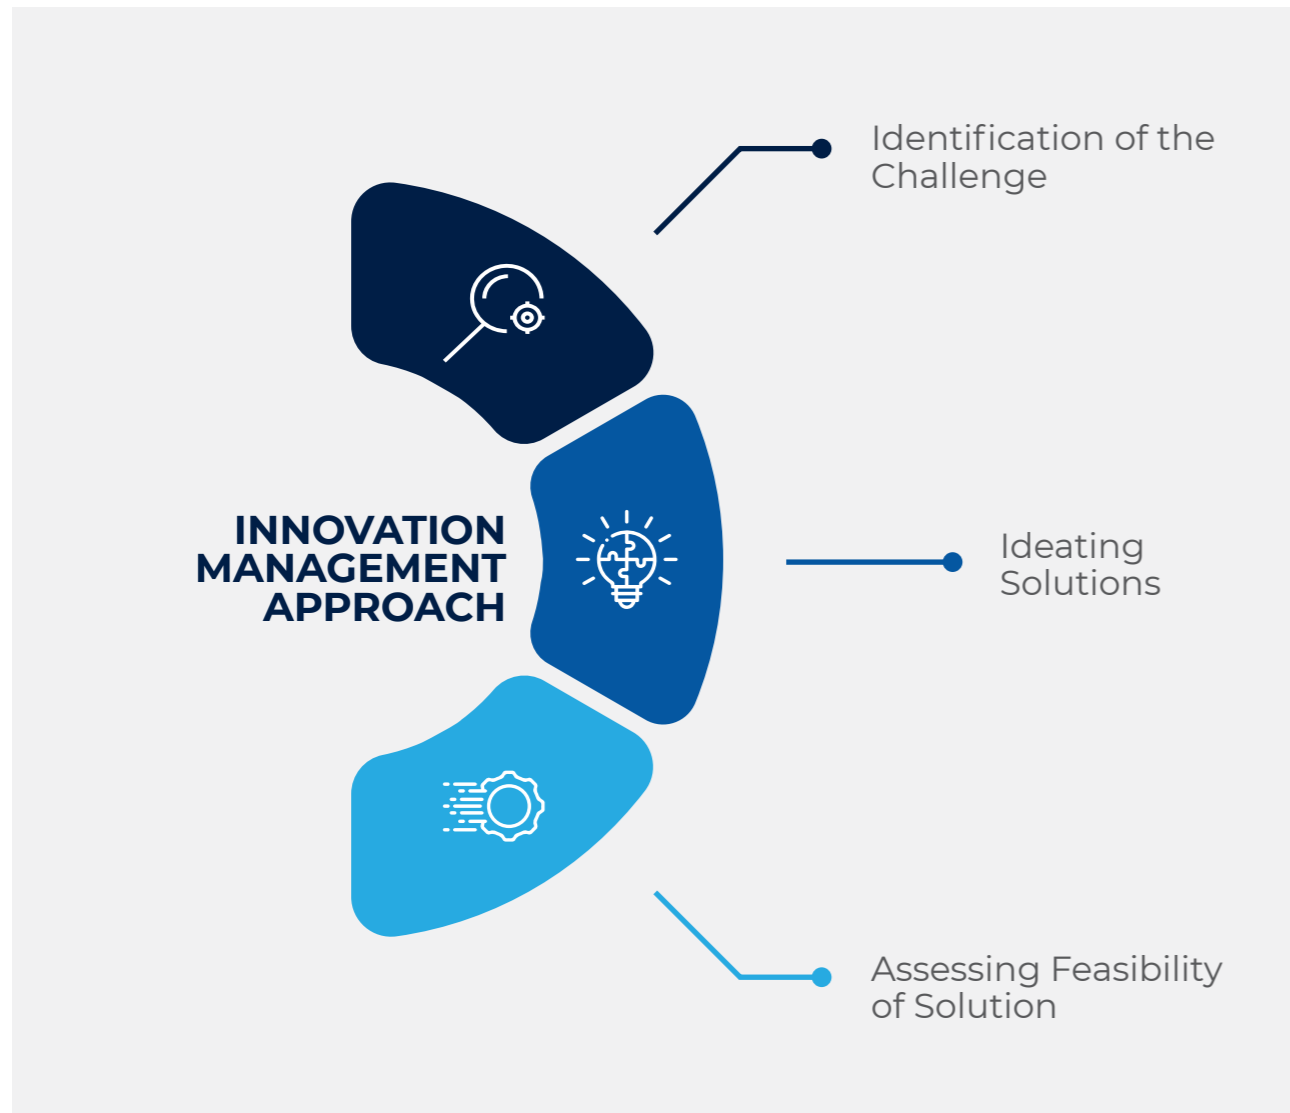 Identification of the
Challenge
INNOVATION
MANAGEMENT
APPROACH
Ideating
Solutions
Assessing Feasibility
of Solution